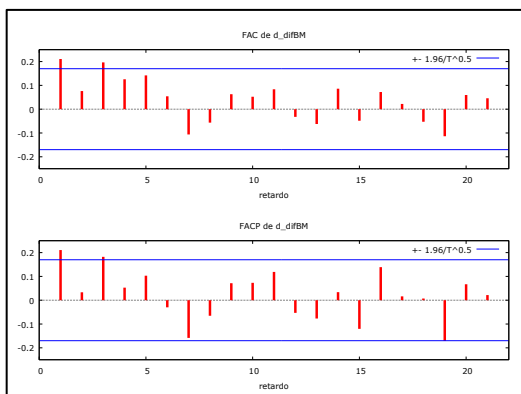 FAC de d_difBM
+- 1.96/T^0.5
0.2
0.1
0
-0.1
-0.2
0 5 10 15 20
retardo
FACP de d_difBM
+- 1.96/T^0.5
0.2
0.1
0
-0.1
-0.2
0 5 10 15 20
retardo